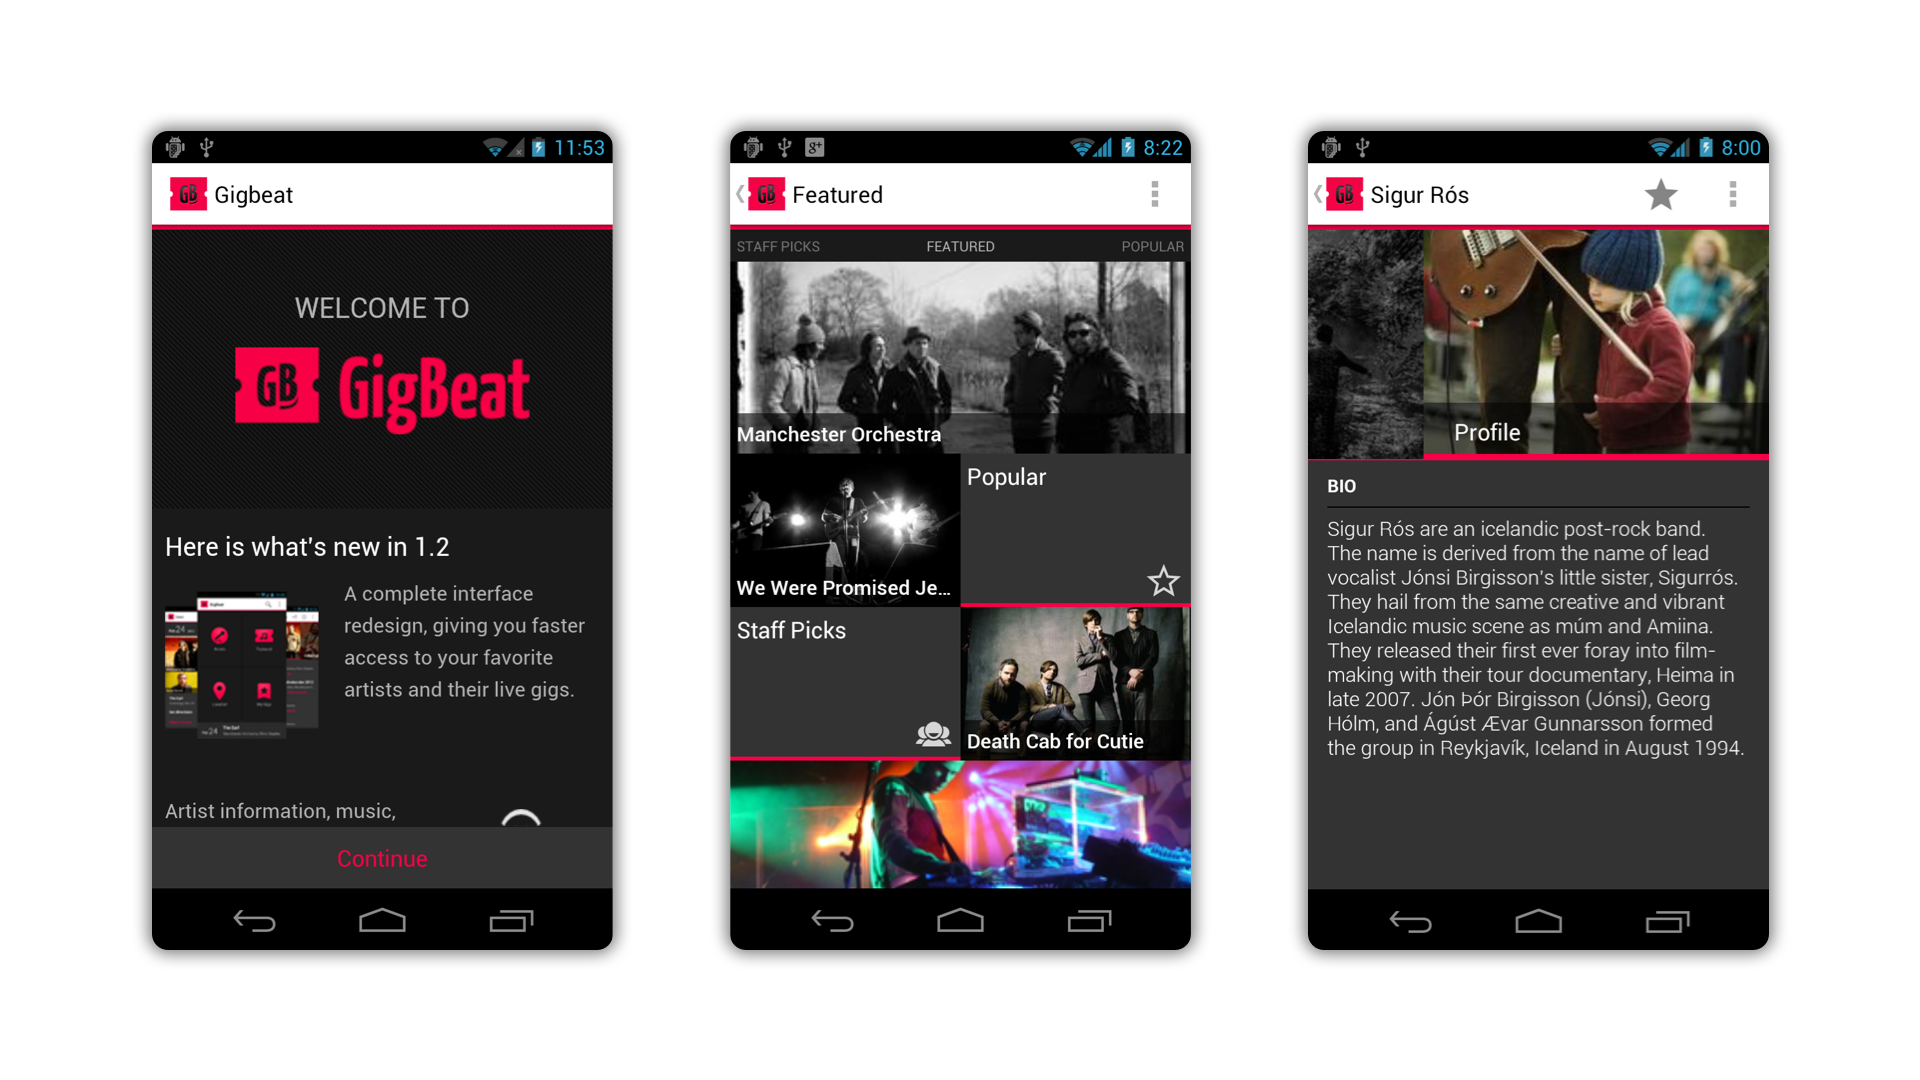 11:53
GB Gigbeat
WELCOME TO
GB GigBeat
Here is what's new in 1.2
A complete interface
redesign, giving you faster
access to your favorite
artists and their live gigs.
Artist information, music,
Continue
g+ 8:22
GB Featured
STAFF PICKS FEATURED POPULAR
Manchester Orchestra
We Were Promised Je...
Popular
Staff Picks
Death Cab for Cutie
8:00
GB Sigur Rós
Profile
BIO
Sigur Rós are an icelandic post-rock band.
The name is derived from the name of lead
vocalist Jónsi Birgisson's little sister, Sigurrós.
They hail from the same creative and vibrant
Icelandic music scene as múm and Amiina.
They released their first ever foray into film-
making with their tour documentary, Heima in
late 2007. Jón Þór Birgisson (Jónsi), Georg
Hólm, and Ágúst Ævar Gunnarsson formed
the group in Reykjavík, Iceland in August 1994.